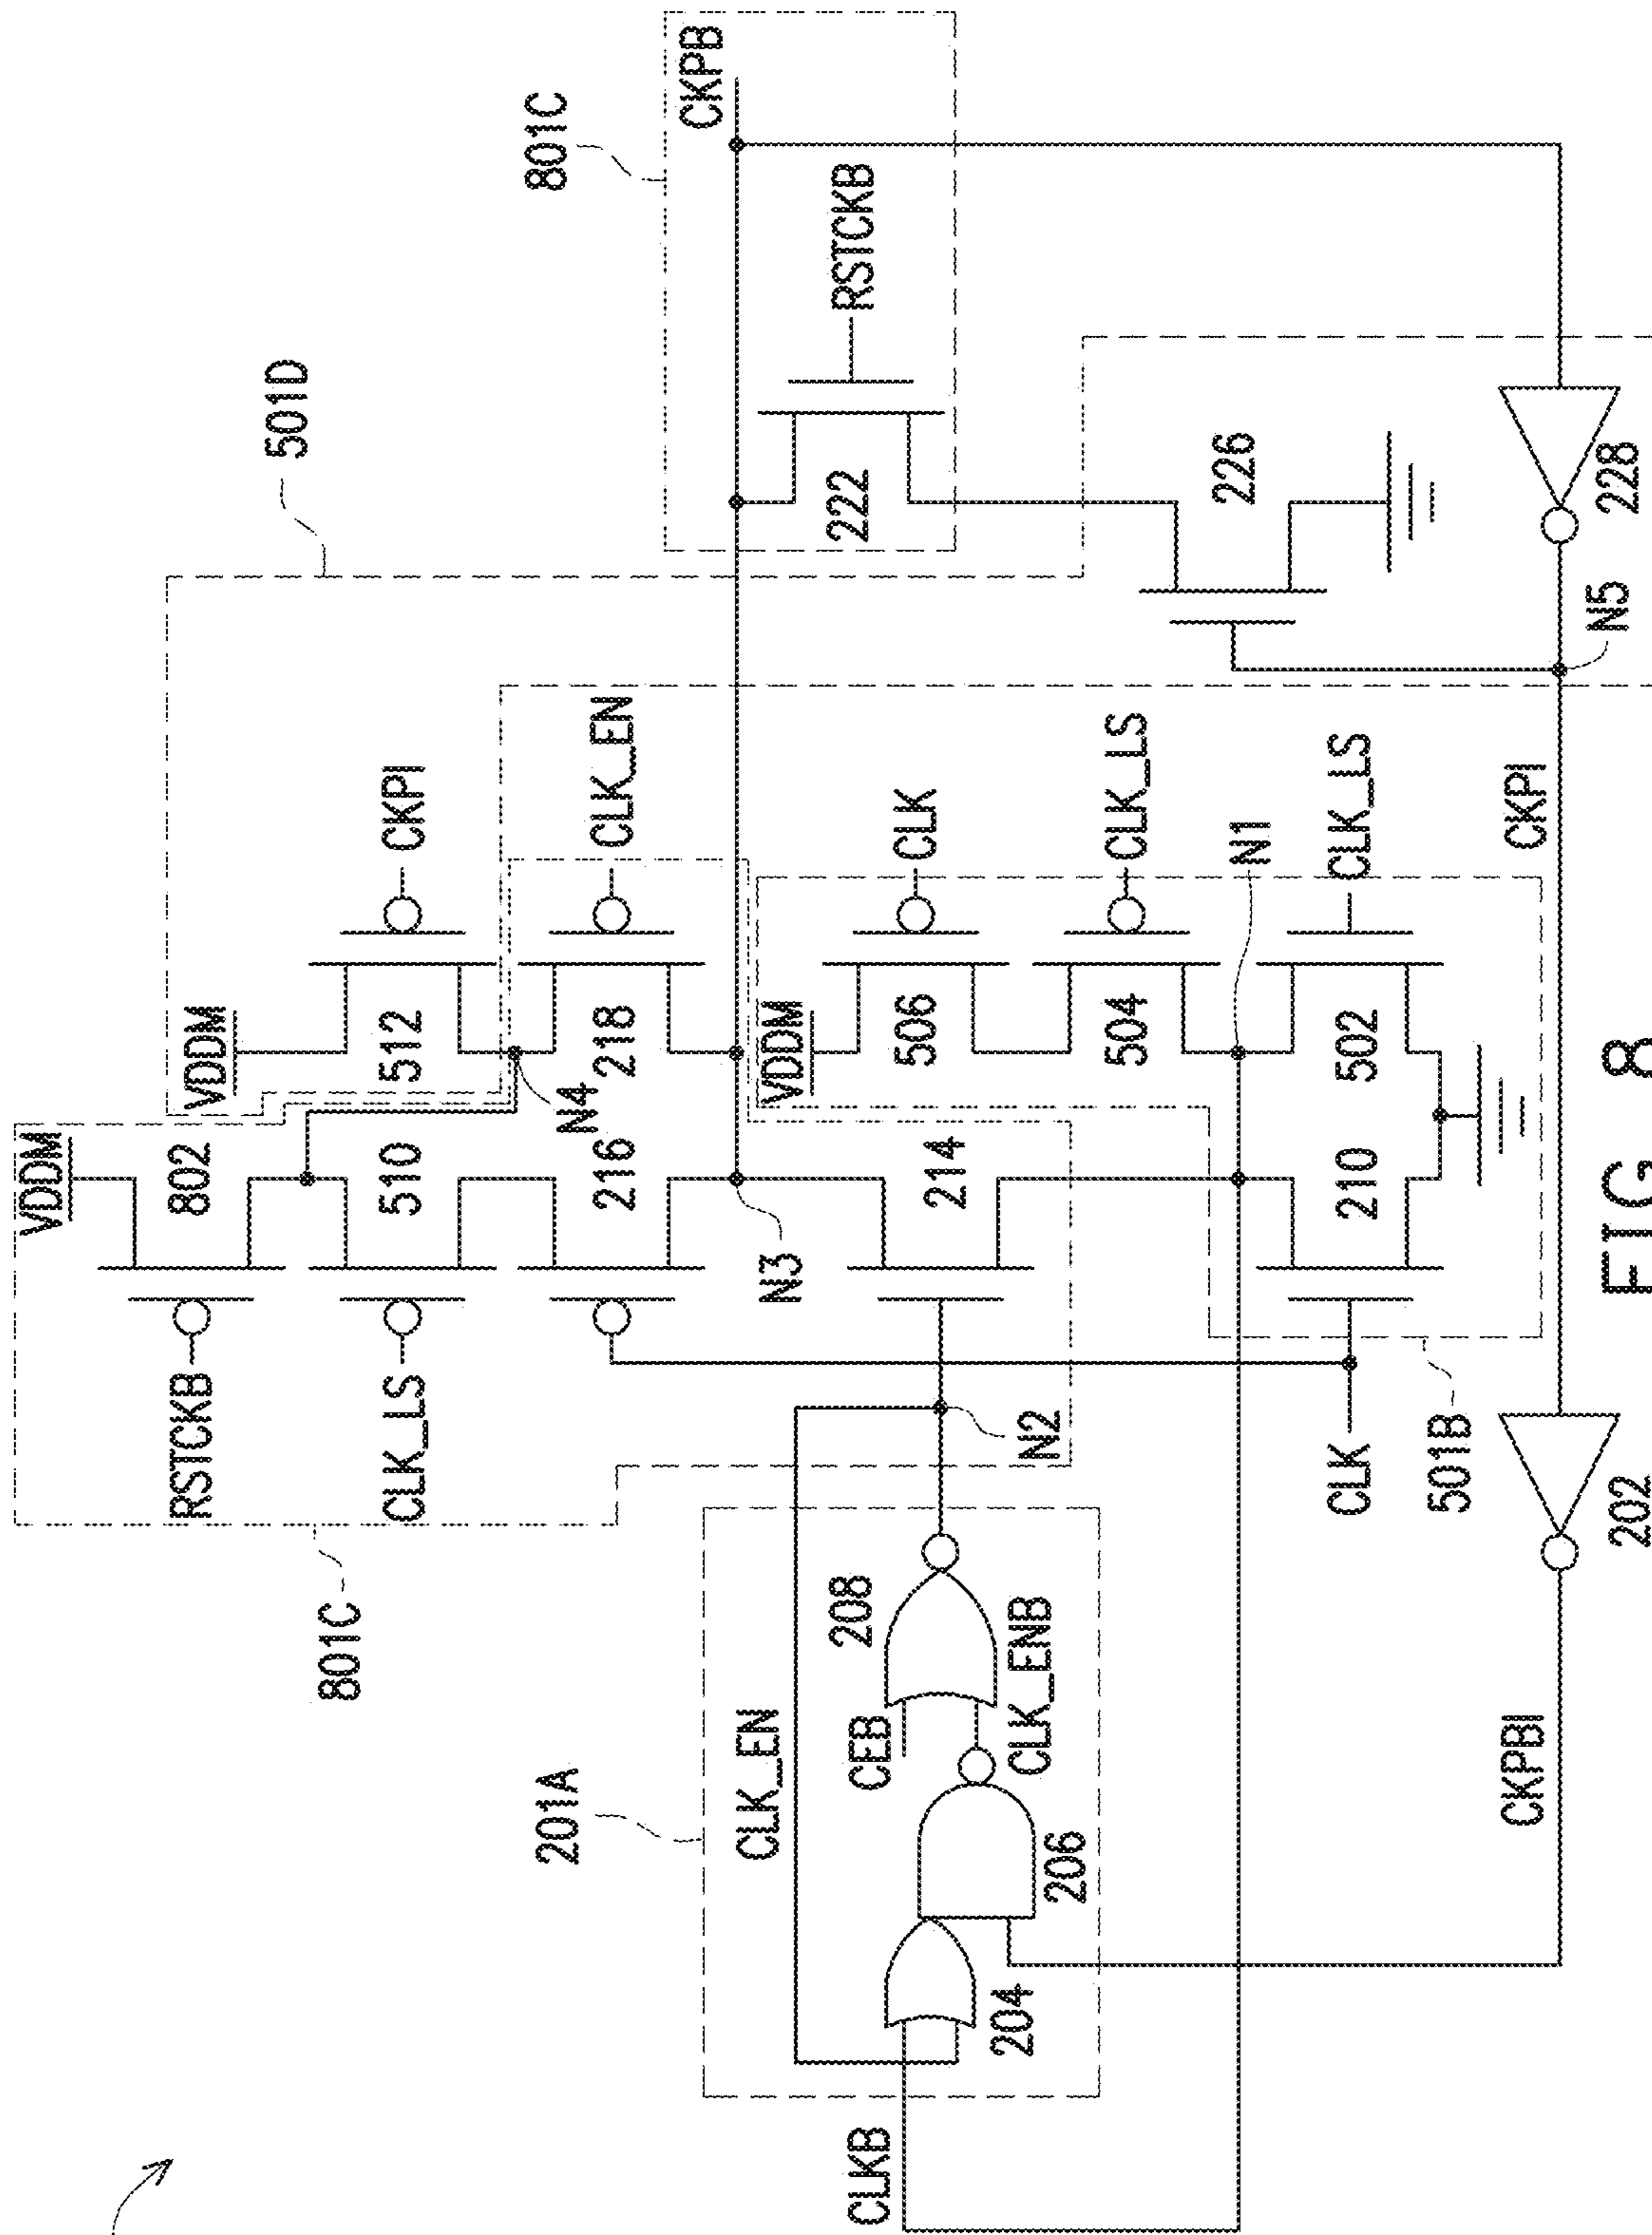 801C
CKPB
RSTCKB
222
501D
VDDM
802
RSTCKB
VDDM
512
CKPI
510
CLK_LS
N4
218
CLK_EN
216
N3
801C
VDDM
506
CLK
504
CLK_LS
214
N1
N2
502
CLK_LS
210
CLK
501B
226
228
N5
CKPI
201A
CLK_EN
208
CEB
CLK_ENB
206
204
CLKB
CKPBI
202
FIG. 8